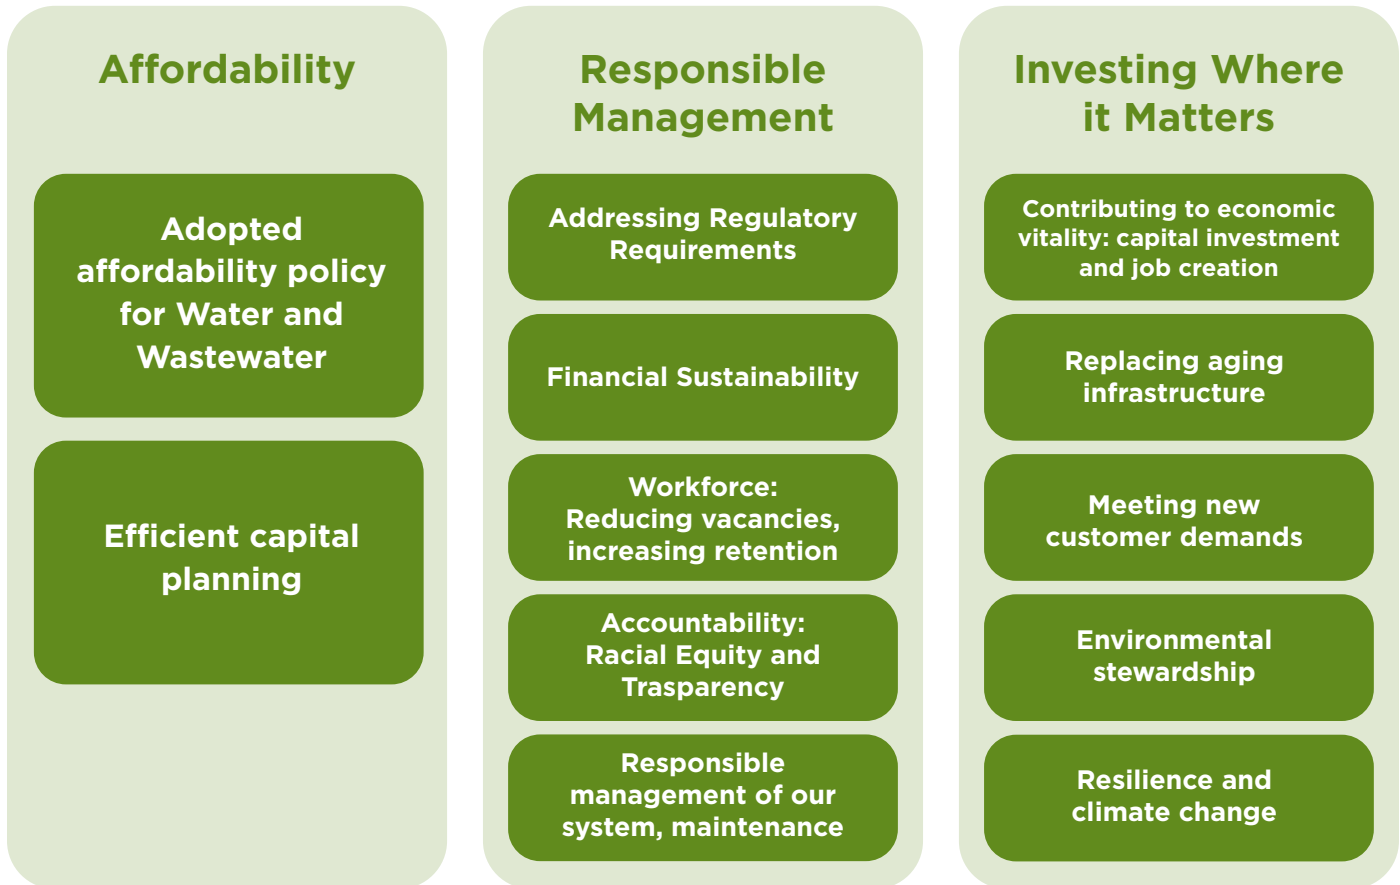 Affordability
Adopted
affordability policy
for Water and
Wastewater
Efficient capital
planning
Responsible
Management
Addressing Regulatory
Requirements
Financial Sustainability
Workforce:
Reducing vacancies,
increasing retention
Accountability:
Racial Equity and
Trasparency
Responsible
management of our
system, maintenance
Investing Where
it Matters
Contributing to economic
vitality: capital investment
and job creation
Replacing aging
infrastructure
Meeting new
customer demands
Environmental
stewardship
Resilience and
climate change